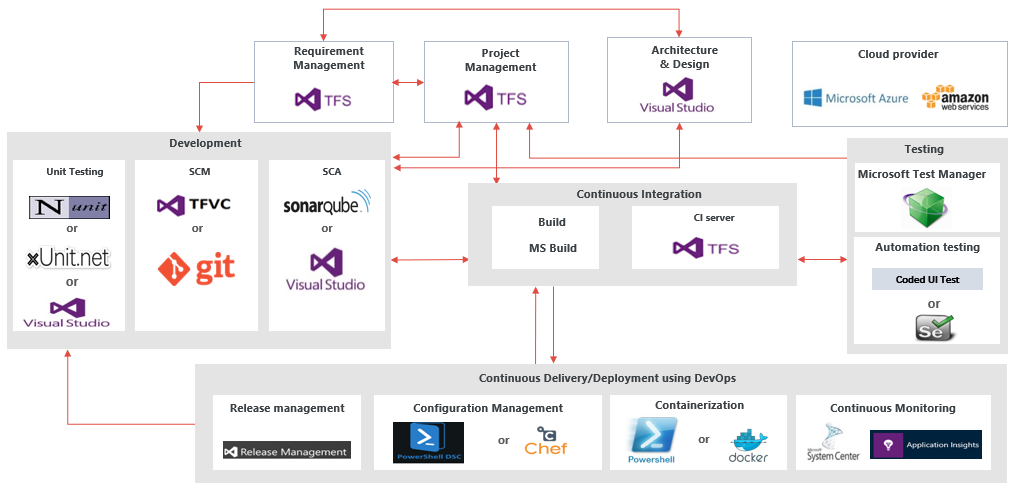 Requirement
Management
TFS
Project
Management
TFS
Architecture
& Design
Visual Studio
Cloud provider
Microsoft Azure
amazon
web services
Development
Unit Testing
N unit
or
xUnit.net
or
Visual Studio
SCM
TFVC
or
git
SCA
sonarqube
or
Visual Studio
Continuous Integration
Build
MS Build
CI server
TFS
Testing
Microsoft Test Manager
Automation testing
Coded UI Test
or
Se
Continuous Delivery/Deployment using DevOps
Release management
Release Management
Configuration Management
PowerShell DSC
or
Chef
Containerization
Powershell
or
docker
Continuous Monitoring
Microsoft
System Center
Application Insights